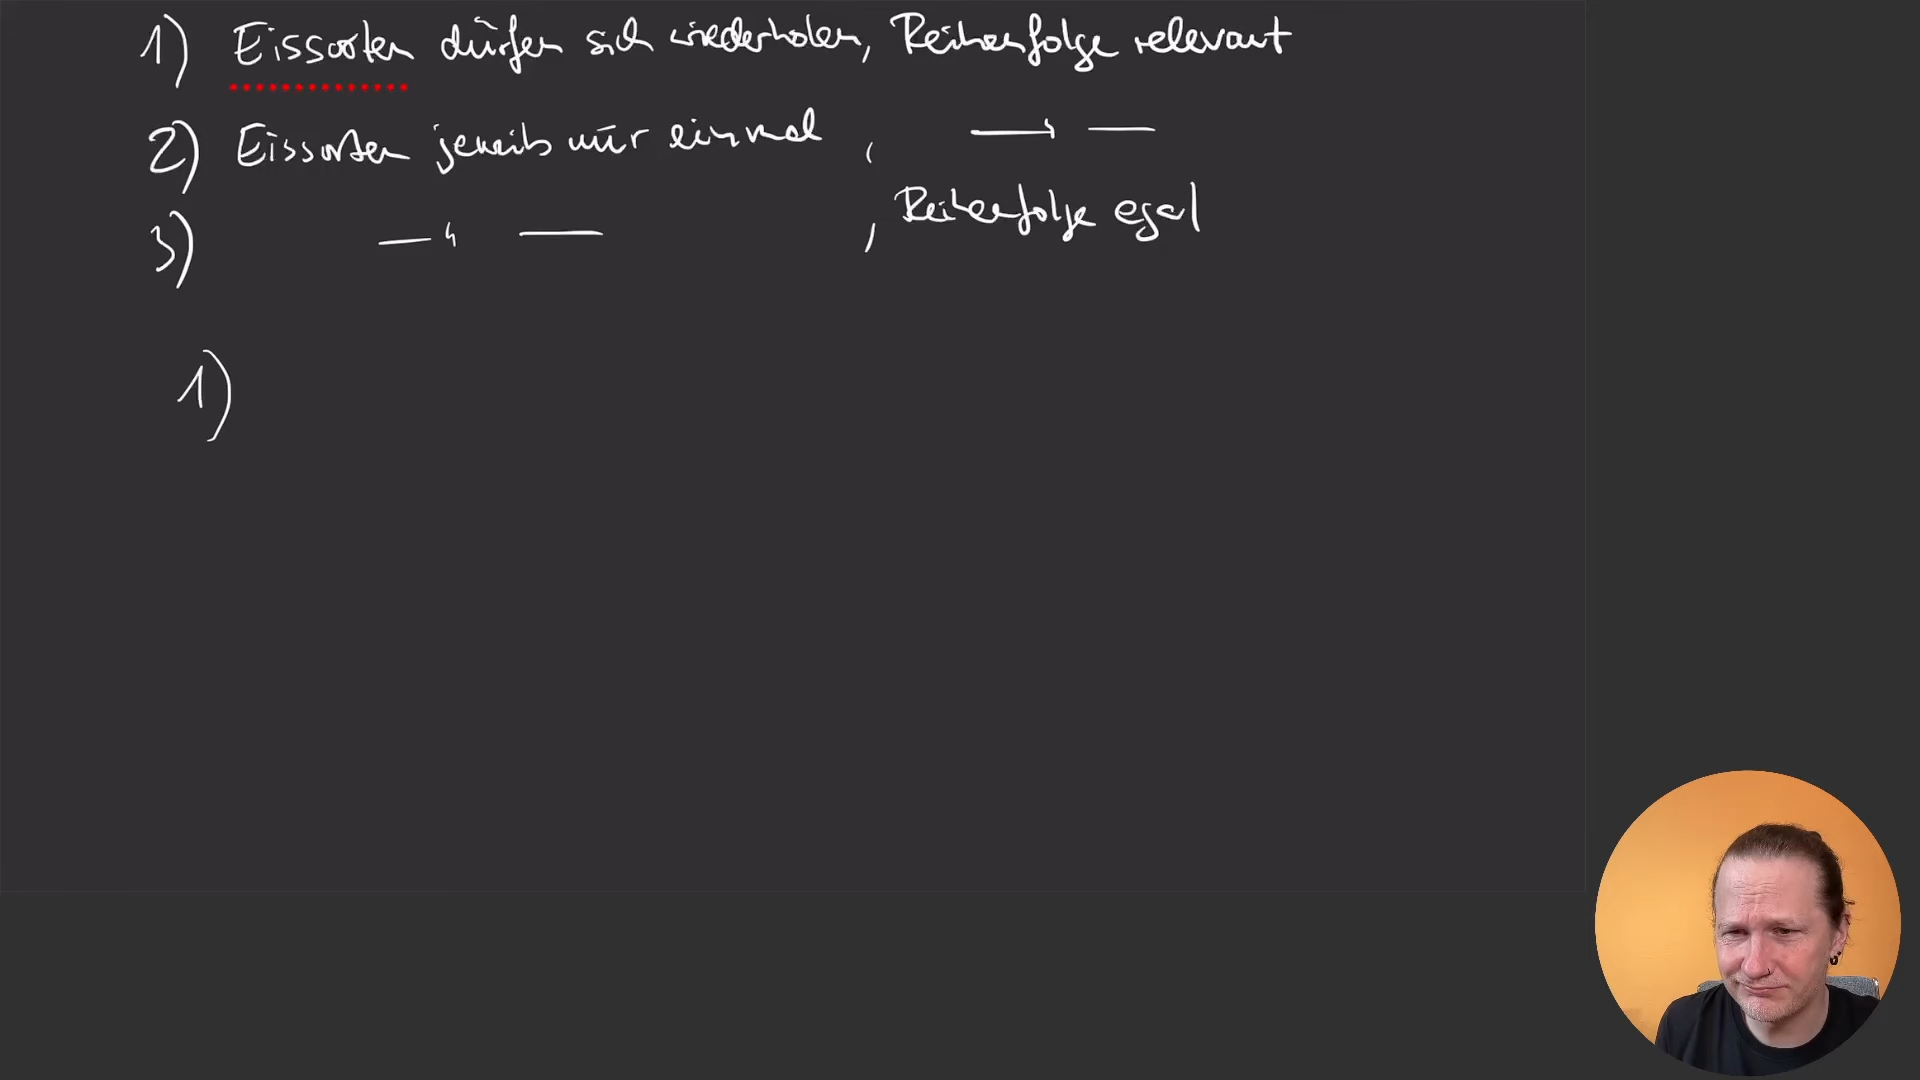 1) Eissorten dürfen sich wiederholen, Reihenfolge relevant
2) Eissorten jeweils nur einmal, —〃—
3) —〃—, Reihenfolge egal
1)